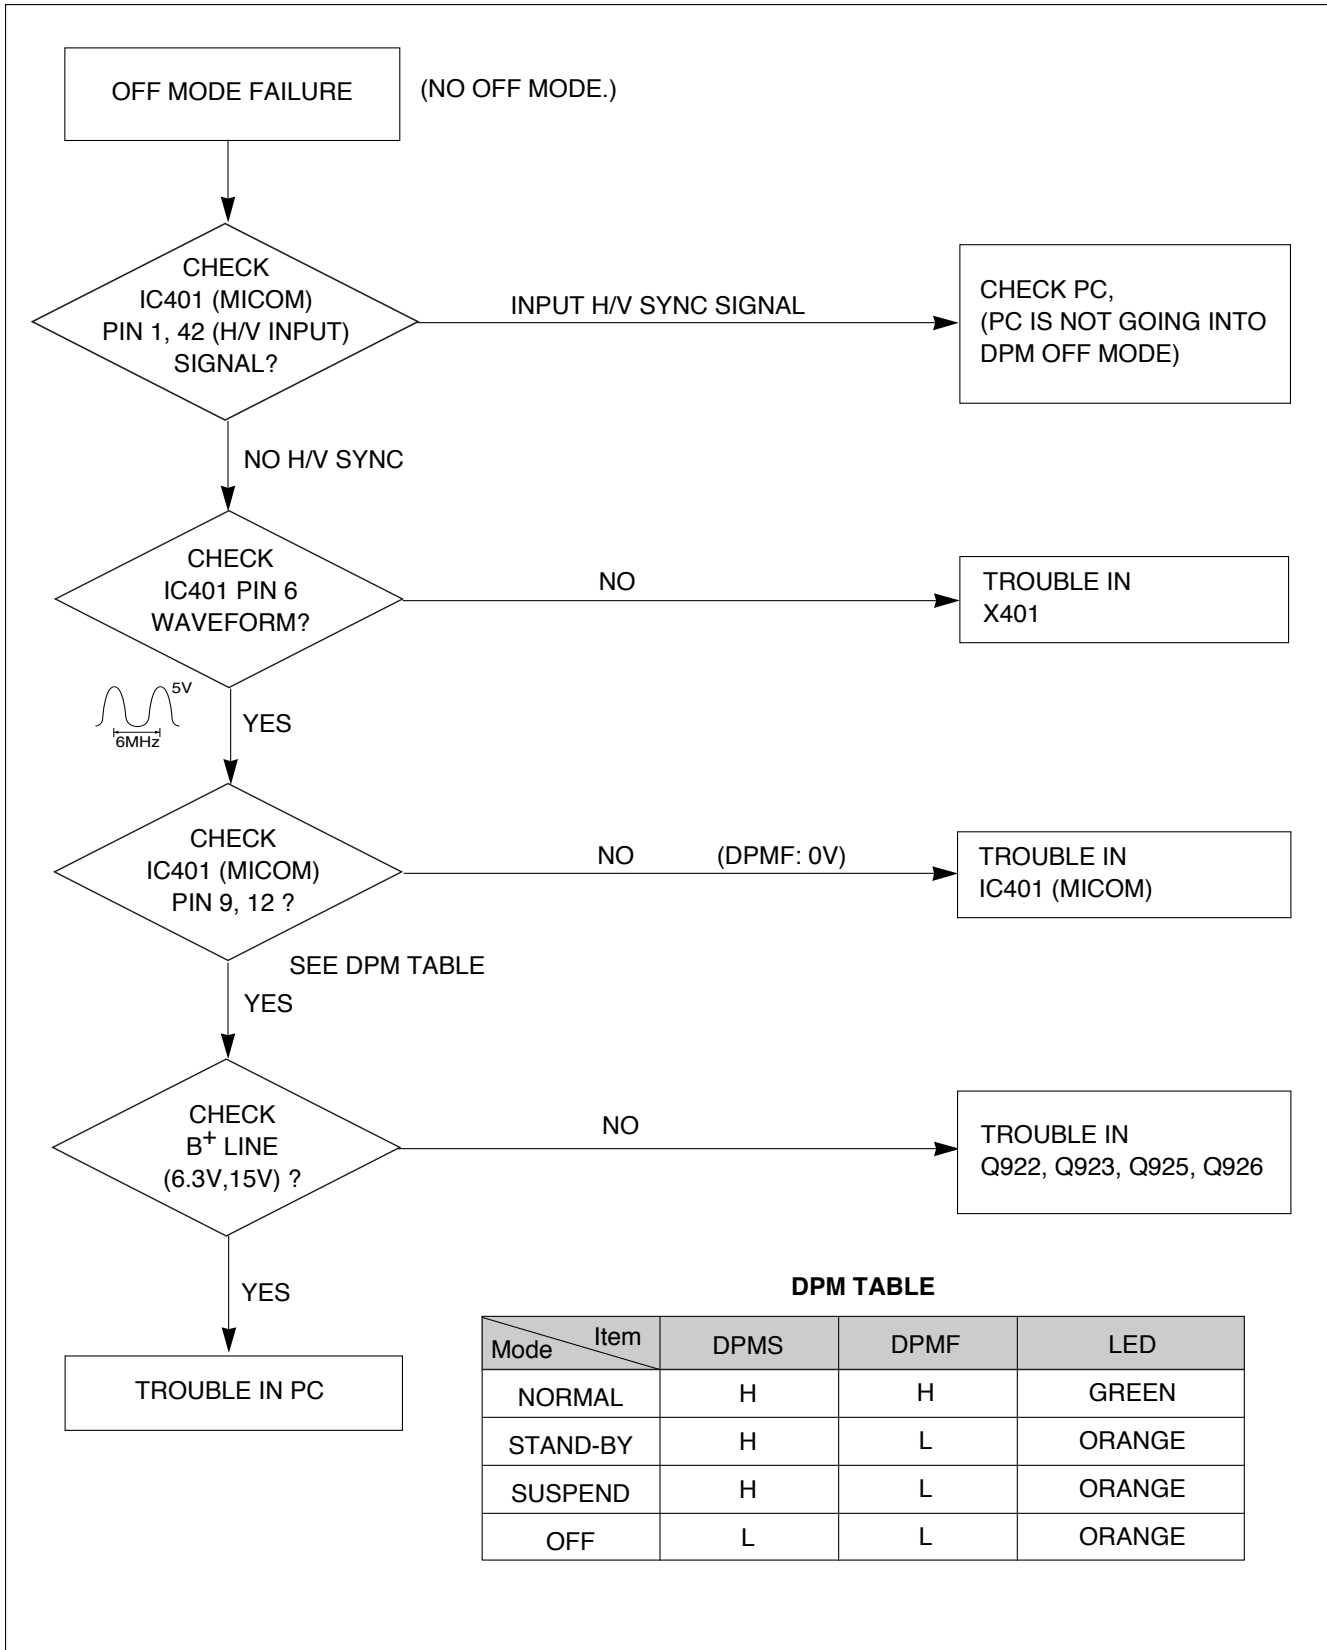 OFF MODE FAILURE
(NO OFF MODE.)
CHECK
IC401 (MICOM)
PIN 1, 42 (H/V INPUT)
SIGNAL?
INPUT H/V SYNC SIGNAL
CHECK PC,
(PC IS NOT GOING INTO
DPM OFF MODE)
NO H/V SYNC
CHECK
IC401 PIN 6
WAVEFORM?
NO
TROUBLE IN
X401
5V
6MHz
YES
CHECK
IC401 (MICOM)
PIN 9, 12 ?
NO (DPMF: 0V)
TROUBLE IN
IC401 (MICOM)
SEE DPM TABLE
YES
CHECK
B+ LINE
(6.3V,15V) ?
NO
TROUBLE IN
Q922, Q923, Q925, Q926
YES
TROUBLE IN PC
DPM TABLE
Mode Item DPMS DPMF LED
NORMAL H H GREEN
STAND-BY H L ORANGE
SUSPEND H L ORANGE
OFF L L ORANGE